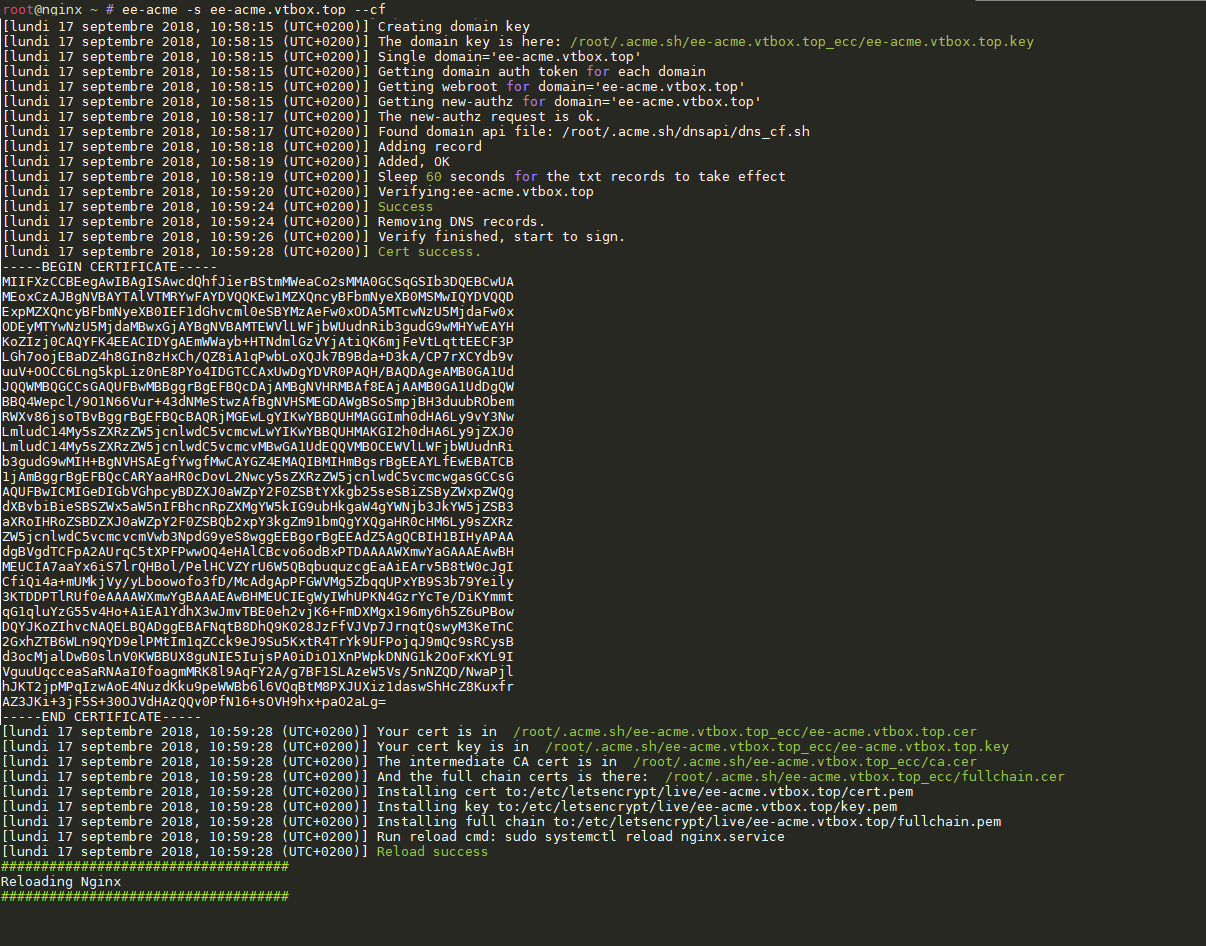 root@nginx ~ # ee-acme -s ee-acme.vtbox.top --cf
[lundi 17 septembre 2018, 10:58:15 (UTC+0200)] Creating domain key
[lundi 17 septembre 2018, 10:58:15 (UTC+0200)] The domain key is here: /root/.acme.sh/ee-acme.vtbox.top_ecc/ee-acme.vtbox.top.key
[lundi 17 septembre 2018, 10:58:15 (UTC+0200)] Single domain='ee-acme.vtbox.top'
[lundi 17 septembre 2018, 10:58:15 (UTC+0200)] Getting domain auth token for each domain
[lundi 17 septembre 2018, 10:58:15 (UTC+0200)] Getting webroot for domain='ee-acme.vtbox.top'
[lundi 17 septembre 2018, 10:58:15 (UTC+0200)] Getting new-authz for domain='ee-acme.vtbox.top'
[lundi 17 septembre 2018, 10:58:17 (UTC+0200)] The new-authz request is ok.
[lundi 17 septembre 2018, 10:58:17 (UTC+0200)] Found domain api file: /root/.acme.sh/dnsapi/dns_cf.sh
[lundi 17 septembre 2018, 10:58:18 (UTC+0200)] Adding record
[lundi 17 septembre 2018, 10:58:19 (UTC+0200)] Added, OK
[lundi 17 septembre 2018, 10:58:19 (UTC+0200)] Sleep 60 seconds for the txt records to take effect
[lundi 17 septembre 2018, 10:59:20 (UTC+0200)] Verifying:ee-acme.vtbox.top
[lundi 17 septembre 2018, 10:59:24 (UTC+0200)] Success
[lundi 17 septembre 2018, 10:59:24 (UTC+0200)] Removing DNS records.
[lundi 17 septembre 2018, 10:59:26 (UTC+0200)] Verify finished, start to sign.
[lundi 17 septembre 2018, 10:59:28 (UTC+0200)] Cert success.
-----BEGIN CERTIFICATE-----
MIIFXzCCBEegAwIBAgISAwcdQhfJierBStmMWeaCo2sMMA0GCSqGSIb3DQEBCwUA
MEoxCzAJBgNVBAYTAlVTMRYwFAYDVQQKEw1MZXQncyBFbmNyeXB0MSMwIQYDVQQD
ExpMZXQncyBFbmNyeXB0IEF1dGhvcml0eSBYMzAeFw0xODA5MTcwNzU5MjdaFw0x
ODEyMTYwNzU5MjdaMBwxGjAYBgNVBAMTEWVlLWFjbWUudnRib3gudG9wMHYwEAYH
KoZIzj0CAQYFK4EEACIDYgAEmWWayb+HTNdmlGzVYjAtiQK6mjFeVtLqttEECF3P
LGh7oojEBaDZ4h8GIn8zHxCh/QZ8iA1qPwbLoXQJk7B9Bda+D3kA/CP7rXCYdb9v
uuV+OOCC6Lng5kpLiz0nE8PYo4IDGTCCAxUwDgYDVR0PAQH/BAQDAgeAMB0GA1Ud
JQQWMBQGCCsGAQUFBwMBBggrBgEFBQcDAjAMBgNVHRMBAf8EAjAAMB0GA1UdDgQW
BBQ4Wepcl/9O1N66Vur+43dNMeStwzAfBgNVHSMEGDAWgBSoSmpjBH3duubRObem
RWXv86jsoTBvBggrBgEFBQcBAQRjMGEwLgYIKwYBBQUHMAGGImh0dHA6Ly9vY3Nw
LmludC14My5sZXRzZW5jcnlwdC5vcmcwLwYIKwYBBQUHMAKGI2h0dHA6Ly9jZXJ0
LmludC14My5sZXRzZW5jcnlwdC5vcmcvMBwGA1UdEQQVMBOCEWVlLWFjbWUudnRi
b3gudG9wMIH+BgNVHSAEgfYwgfMwCAYGZ4EMAQIBMIHmBgsrBgEEAYLfEwEBATCB
1jAmBggrBgEFBQcCARYaaHR0cDovL2Nwcy5sZXRzZW5jcnlwdC5vcmcwgasGCCsG
AQUFBwICMIGeDIGbVGhpcyBDZXJ0aWZpY2F0ZSBtYXkgb25seSBiZSByZWxpZWQg
dXBvbiBieSBSZWx5aW5nIFBhcnRpZXMgYW5kIG9ubHkgaW4gYWNjb3JkYW5jZSB3
aXRoIHRoZSBDZXJ0aWZpY2F0ZSBQb2xpY3kgZm91bmQgYXQgaHR0cHM6Ly9sZXRz
ZW5jcnlwdC5vcmcvcmVwb3NpdG9yeS8wggEEBgorBgEEAdZ5AgQCBIH1BIHyAPAA
dgBVgdTCFpA2AUrqC5tXPFPwwOQ4eHAlCBcvo6odBxPTDAAAAWXmwYaGAAAEAwBH
MEUCIA7aaYx6iS7lrQHBol/PelHCVZYrU6W5QBqbuquzcgEaAiEArv5B8tW0cJgI
CfiQi4a+mUMkjVy/yLboowofo3fD/McAdgApPFGWVMg5ZbqqUPxYB9S3b79Yeily
3KTDDPTlRUf0eAAAAWXmwYgBAAAEAwBHMEUCIEgWyIWhUPKN4GzrYcTe/DiKYmmt
qG1qluYzG55v4Ho+AiEA1YdhX3wJmvTBE0eh2vjK6+FmDXMgx196my6h5Z6uPBow
DQYJKoZIhvcNAQELBQADggEBAFNqtB8DhQ9K028JzFfVJVp7JrnqtQswyM3KeTnC
2GxhZTB6WLn9QYD9elPMtIm1qZCck9eJ9Su5KxtR4TrYk9UFPojqJ9mQc9sRCysB
d3ocMjalDwB0slnV0KWBBUX8guNIE5IujsPA0iDiO1XnPWpkDNNG1k2OoFxKYL9I
VguuUqcceaSaRNAaI0foagmMRK8l9AqFY2A/g7BF1SLAzeW5Vs/5nNZQD/NwaPjl
hJKT2jpMPqIzwAoE4NuzdKku9peWWBb6l6VQqBtM8PXJUXiz1daswShHcZ8Kuxfr
AZ3JKi+3jF5S+30OJVdHAzQQv0PfN16+sOVH9hx+paO2aLg=
-----END CERTIFICATE-----
[lundi 17 septembre 2018, 10:59:28 (UTC+0200)] Your cert is in  /root/.acme.sh/ee-acme.vtbox.top_ecc/ee-acme.vtbox.top.cer
[lundi 17 septembre 2018, 10:59:28 (UTC+0200)] Your cert key is in  /root/.acme.sh/ee-acme.vtbox.top_ecc/ee-acme.vtbox.top.key
[lundi 17 septembre 2018, 10:59:28 (UTC+0200)] The intermediate CA cert is in  /root/.acme.sh/ee-acme.vtbox.top_ecc/ca.cer
[lundi 17 septembre 2018, 10:59:28 (UTC+0200)] And the full chain certs is there:  /root/.acme.sh/ee-acme.vtbox.top_ecc/fullchain.cer
[lundi 17 septembre 2018, 10:59:28 (UTC+0200)] Installing cert to:/etc/letsencrypt/live/ee-acme.vtbox.top/cert.pem
[lundi 17 septembre 2018, 10:59:28 (UTC+0200)] Installing key to:/etc/letsencrypt/live/ee-acme.vtbox.top/key.pem
[lundi 17 septembre 2018, 10:59:28 (UTC+0200)] Installing full chain to:/etc/letsencrypt/live/ee-acme.vtbox.top/fullchain.pem
[lundi 17 septembre 2018, 10:59:28 (UTC+0200)] Run reload cmd: sudo systemctl reload nginx.service
[lundi 17 septembre 2018, 10:59:28 (UTC+0200)] Reload success
####################################
Reloading Nginx
####################################